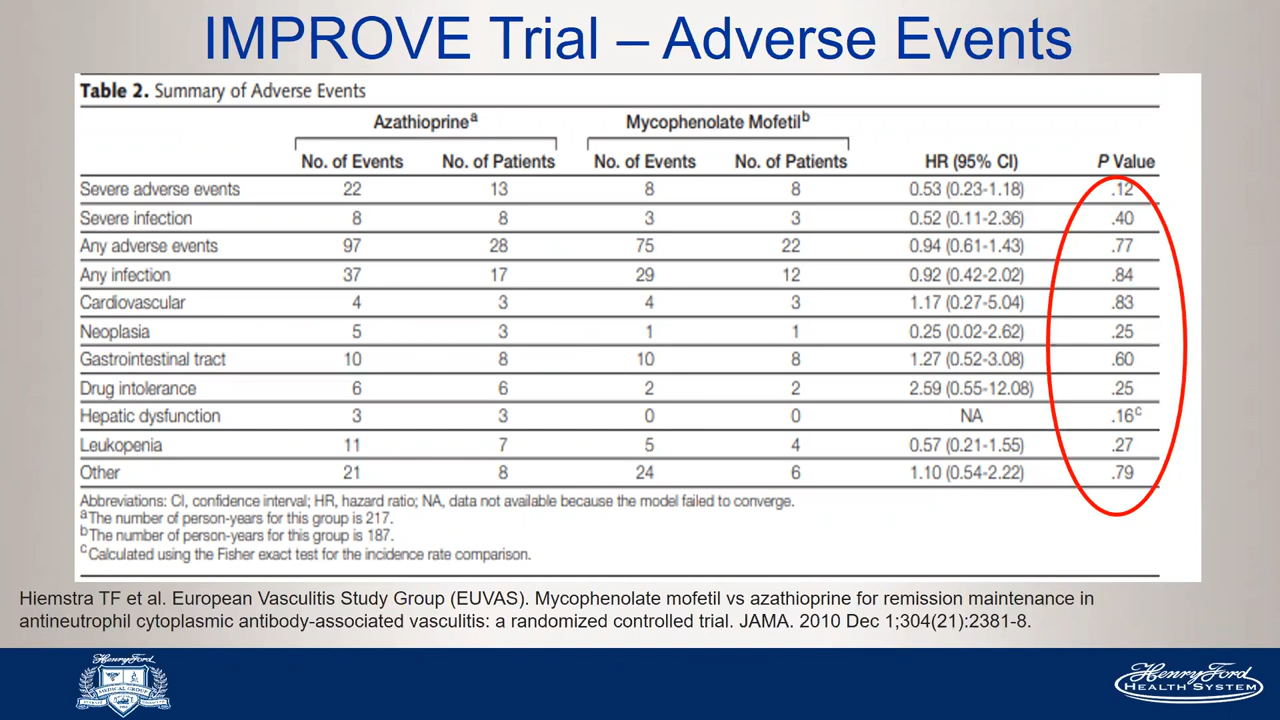 IMPROVE Trial – Adverse Events
Table 2. Summary of Adverse Events
Azathioprineᵃ Mycophenolate Mofetilᵇ
No. of Events No. of Patients No. of Events No. of Patients HR (95% CI) P Value
Severe adverse events 22 13 8 8 0.53 (0.23-1.18) .12
Severe infection 8 8 3 3 0.52 (0.11-2.36) .40
Any adverse events 97 28 75 22 0.94 (0.61-1.43) .77
Any infection 37 17 29 12 0.92 (0.42-2.02) .84
Cardiovascular 4 3 4 3 1.17 (0.27-5.04) .83
Neoplasia 5 3 1 1 0.25 (0.02-2.62) .25
Gastrointestinal tract 10 8 10 8 1.27 (0.52-3.08) .60
Drug intolerance 6 6 2 2 2.59 (0.55-12.08) .25
Hepatic dysfunction 3 3 0 0 NA .16ᶜ
Leukopenia 11 7 5 4 0.57 (0.21-1.55) .27
Other 21 8 24 6 1.10 (0.54-2.22) .79
Abbreviations: CI, confidence interval; HR, hazard ratio; NA, data not available because the model failed to converge.
ᵃThe number of person-years for this group is 217.
ᵇThe number of person-years for this group is 187.
ᶜCalculated using the Fisher exact test for the incidence rate comparison.
Hiemstra TF et al. European Vasculitis Study Group (EUVAS). Mycophenolate mofetil vs azathioprine for remission maintenance in
antineutrophil cytoplasmic antibody-associated vasculitis: a randomized controlled trial. JAMA. 2010 Dec 1;304(21):2381-8.
Henry Ford
MEDICAL GROUP
Henry Ford
HEALTH SYSTEM